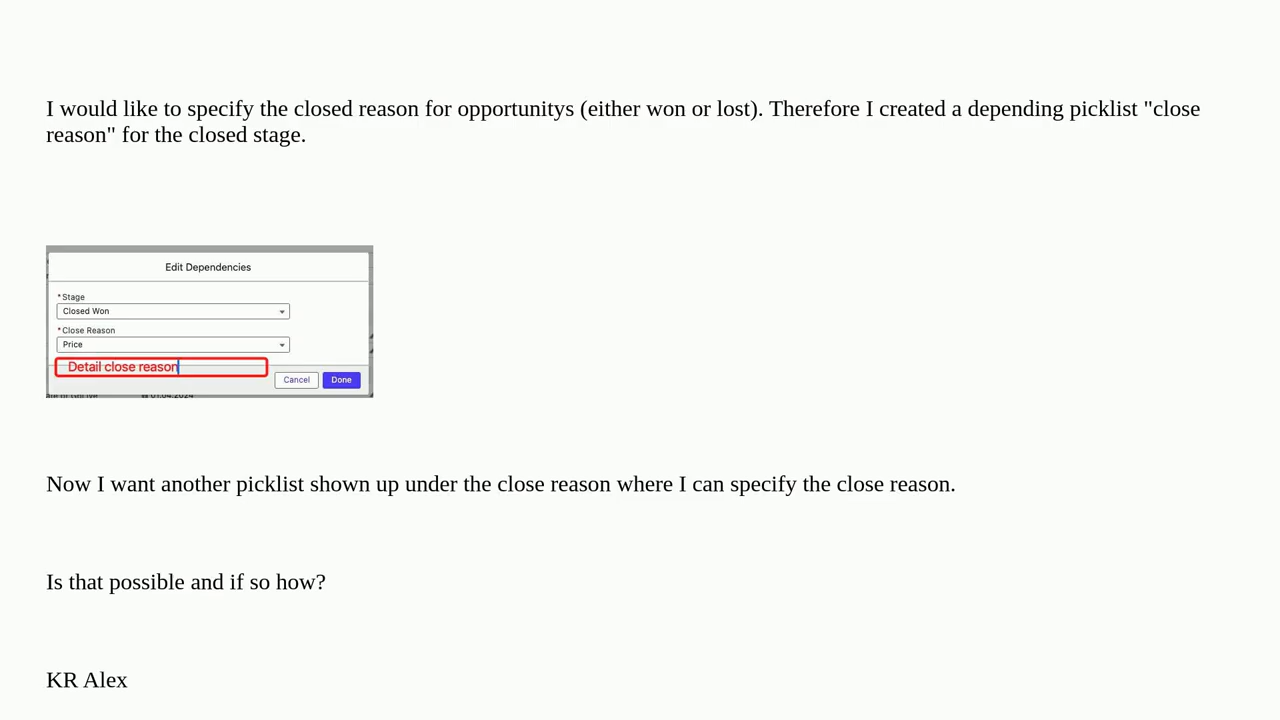 I would like to specify the closed reason for opportunitys (either won or lost). Therefore I created a depending picklist "close
reason" for the closed stage.
Edit Dependencies
*Stage
Closed Won
*Close Reason
Price
Detail close reason
Cancel Done
01.04.2024
Now I want another picklist shown up under the close reason where I can specify the close reason.
Is that possible and if so how?
KR Alex